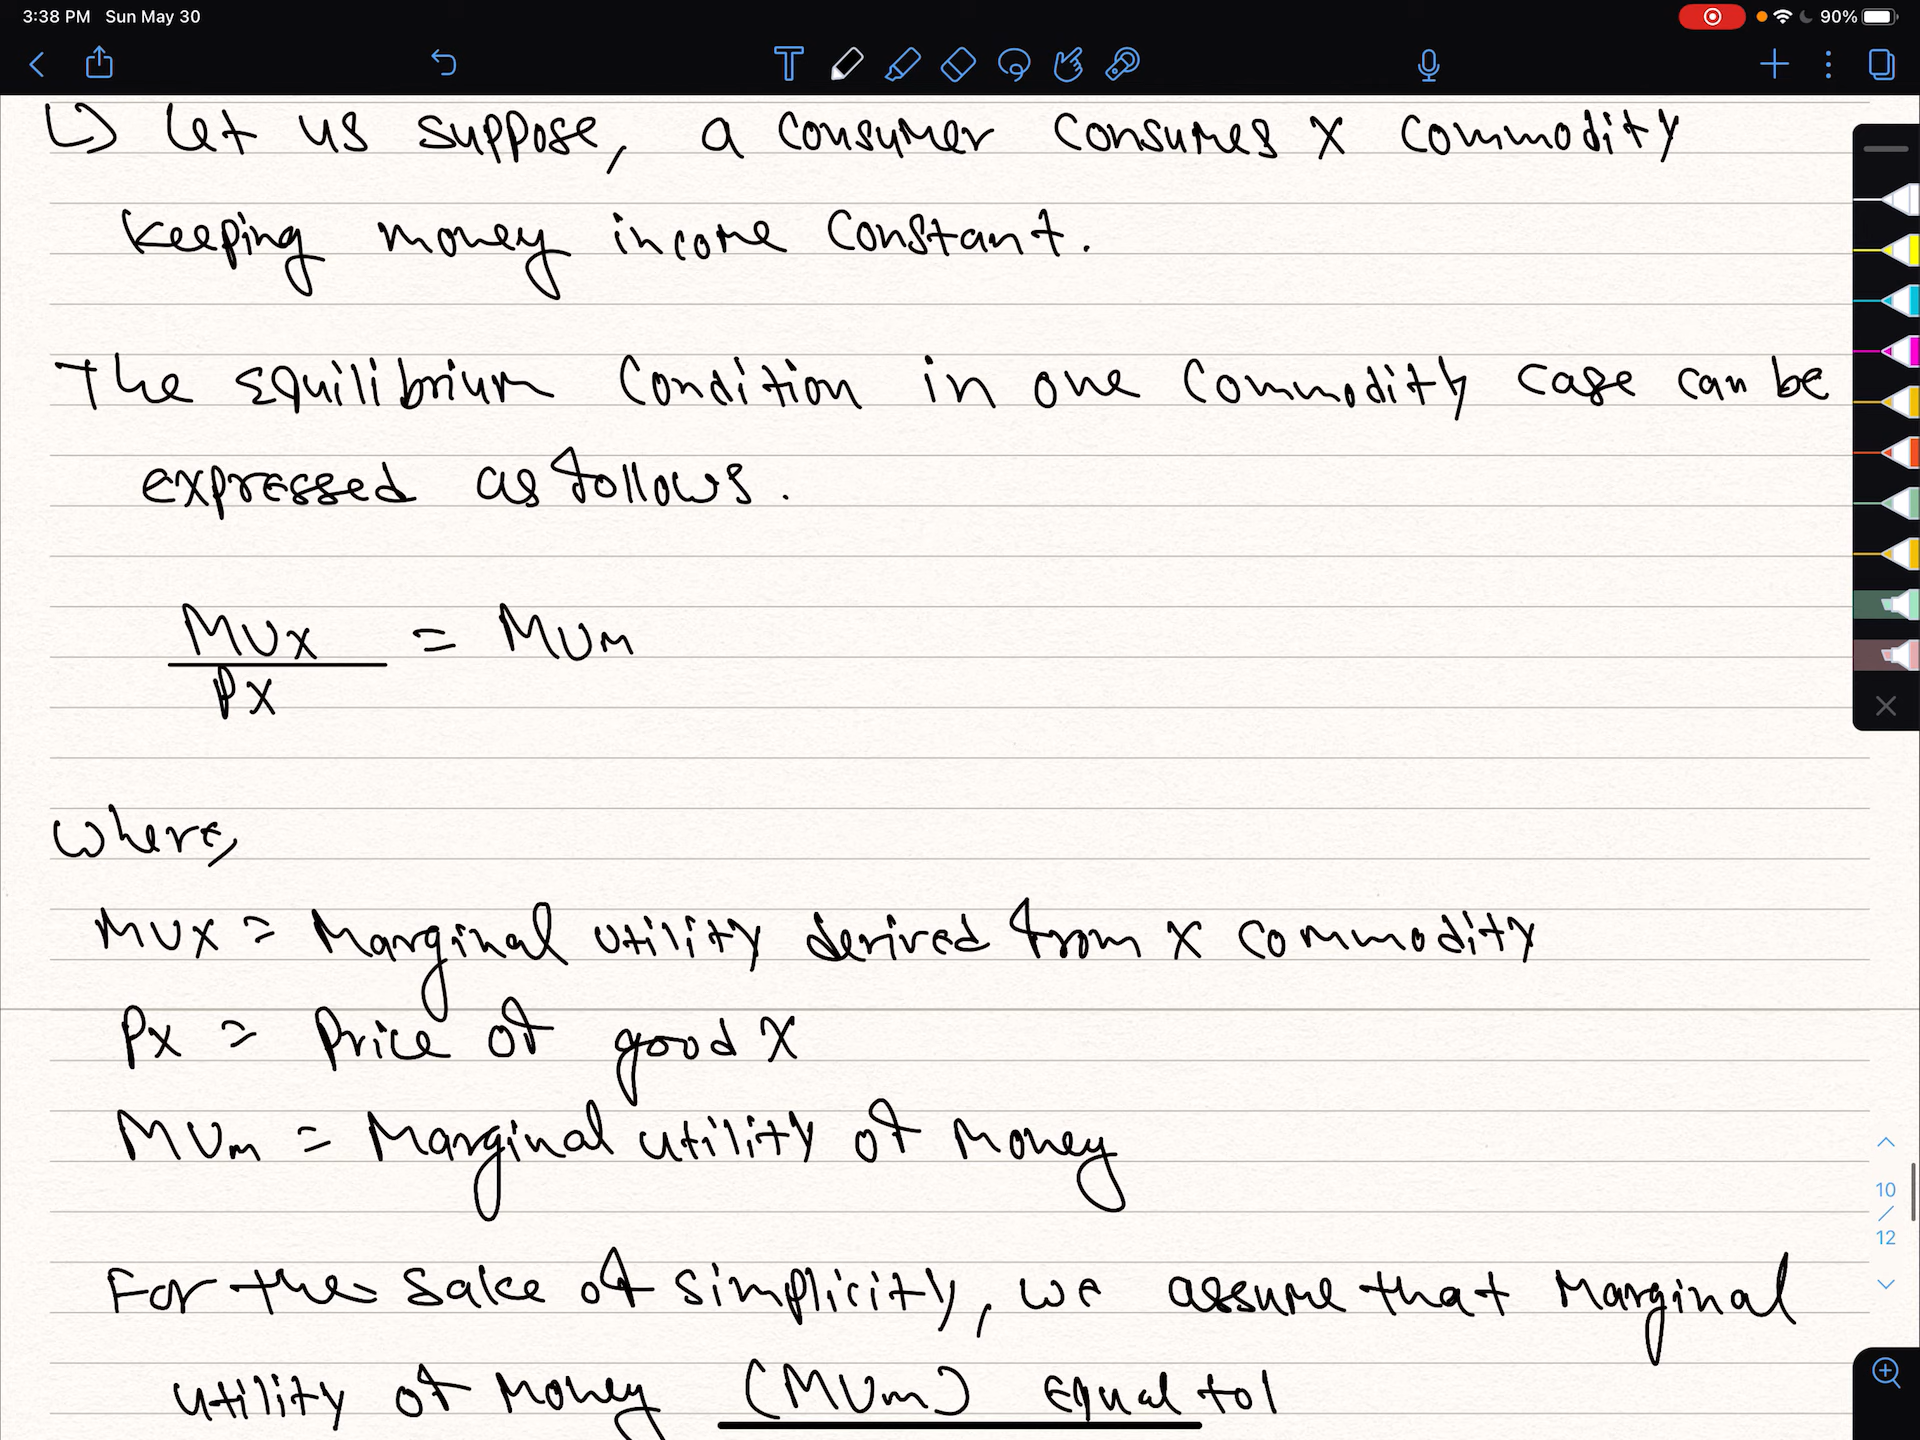 3:38 PM Sun May 30
90%
T
↳ Let us suppose, a consumer consumes X commodity
keeping money income constant.
The equilibrium condition in one commodity case can be
expressed as follows.
MUx = MUm
Px
where,
MUX = Marginal utility derived from X commodity
PX = Price of good X
MUm = Marginal utility of Money
10
/
12
For the sake of simplicity, we assume that Marginal
utility of Money (MUm) equal to 1